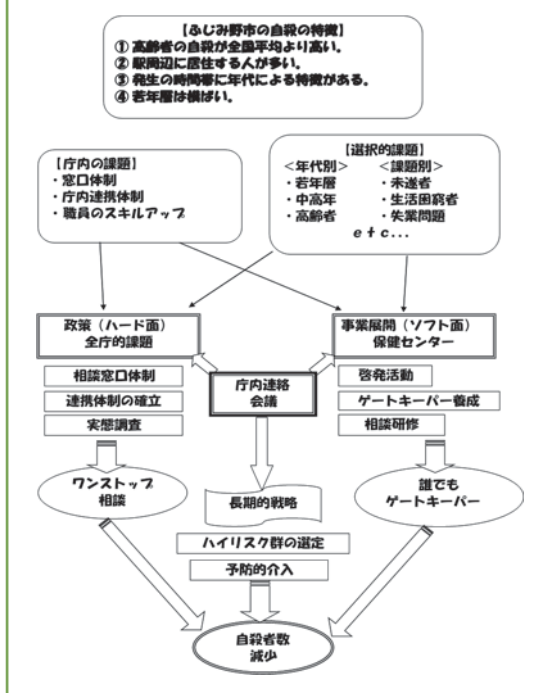 【ふじみ野市の自殺の特徴】
① 高齢者の自殺が全国平均より高い。
② 駅周辺に居住する人が多い。
③ 発生の時間帯に年代による特徴がある。
④ 若年層は横ばい。
【庁内の課題】
・窓口体制
・庁内連携体制
・職員のスキルアップ
【選択的課題】
<年代別> <課題別>
・若年層 ・未遂者
・中高年 ・生活困窮者
・高齢者 ・失業問題
etc...
政策（ハード面）
全庁的課題
事業展開（ソフト面）
保健センター
相談窓口体制
連携体制の確立
実態調査
庁内連絡
会議
啓発活動
ゲートキーパー養成
相談研修
ワンストップ
相談
長期的戦略
誰でも
ゲートキーパー
ハイリスク群の選定
予防的介入
自殺者数
減少